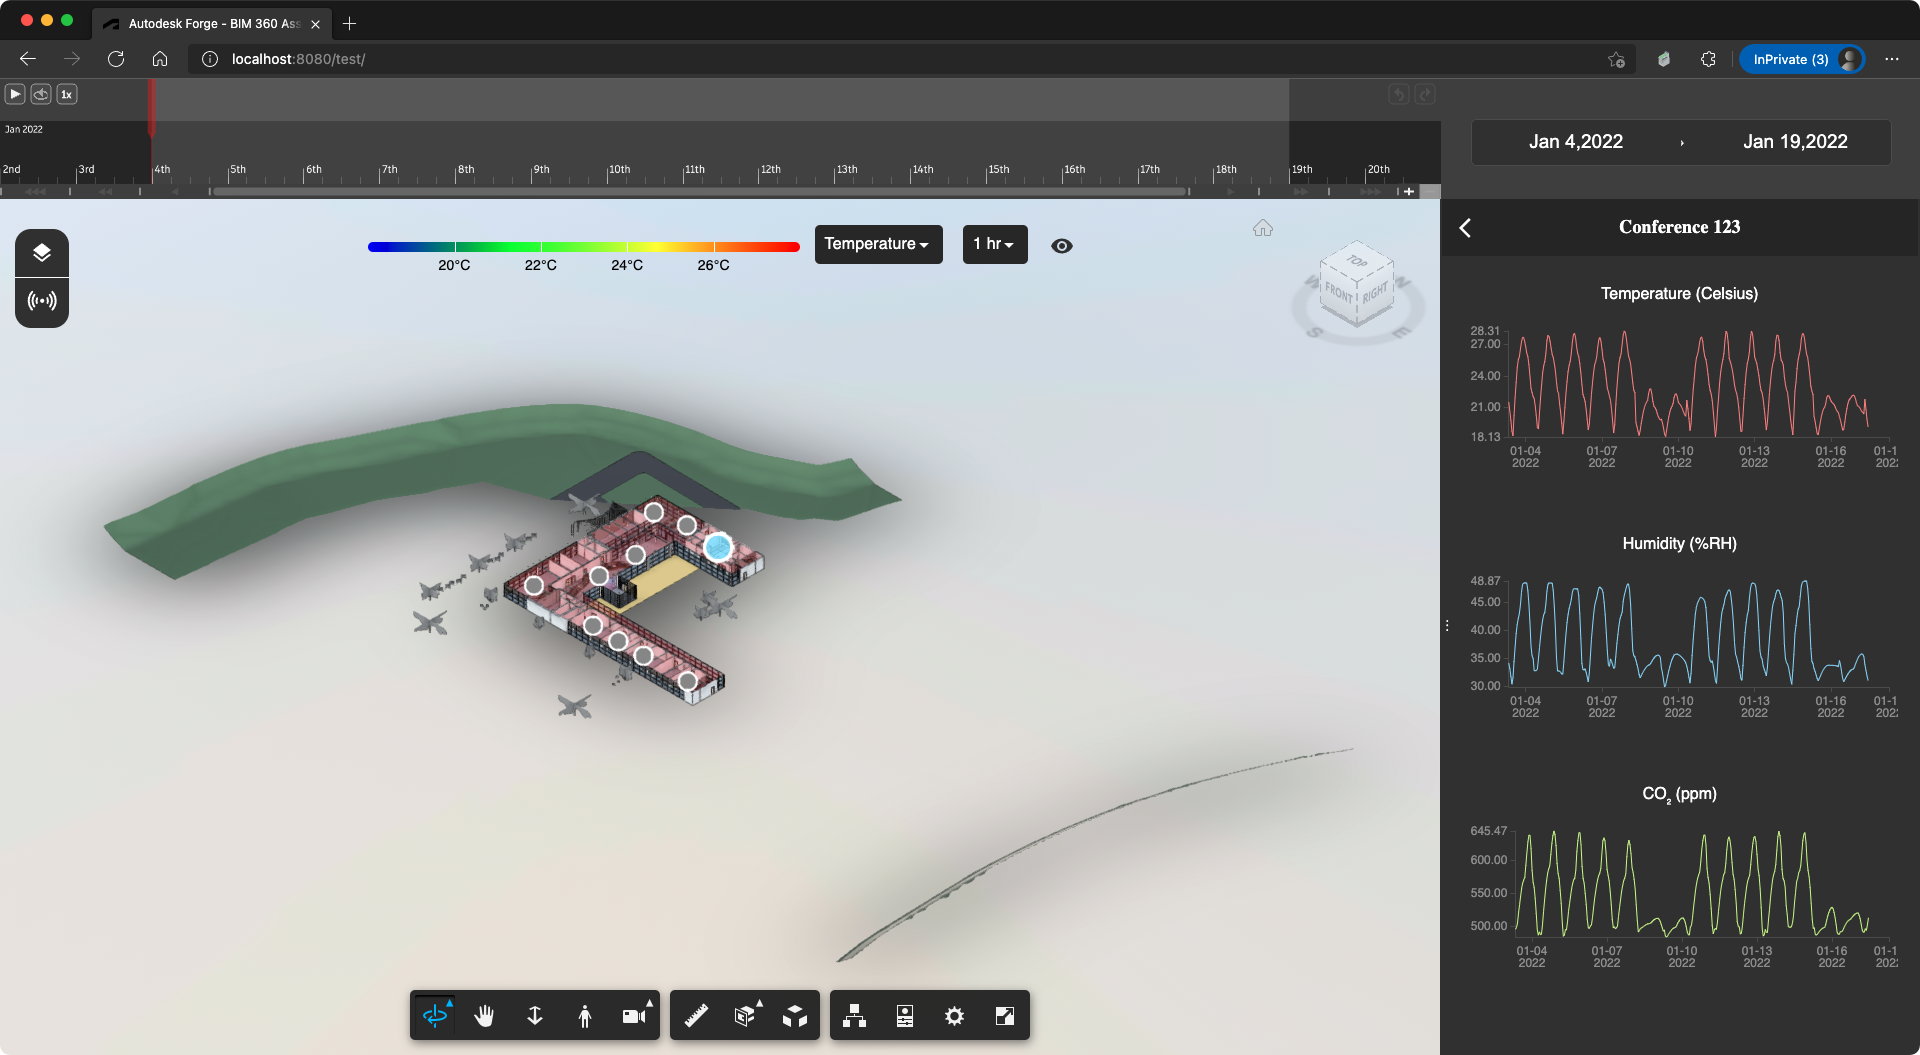 Autodesk Forge - BIM 360 Ass
localhost:8080/test/
InPrivate (3)
1x
Jan 2022
2nd 3rd 4th 5th 6th 7th 8th 9th 10th 11th 12th 13th 14th 15th 16th 17th 18th 19th 20th
Jan 4,2022 Jan 19,2022
20°C 22°C 24°C 26°C
Temperature
1 hr
TOP
FRONT RIGHT
W N
S E
Conference 123
Temperature (Celsius)
28.31
27.00
24.00
21.00
18.13
01-04 01-07 01-10 01-13 01-16 01-1
2022 2022 2022 2022 2022 202
Humidity (%RH)
48.87
45.00
40.00
35.00
30.00
01-04 01-07 01-10 01-13 01-16 01-1
2022 2022 2022 2022 2022 202
CO₂ (ppm)
645.47
600.00
550.00
500.00
01-04 01-07 01-10 01-13 01-16 01-1
2022 2022 2022 2022 2022 202